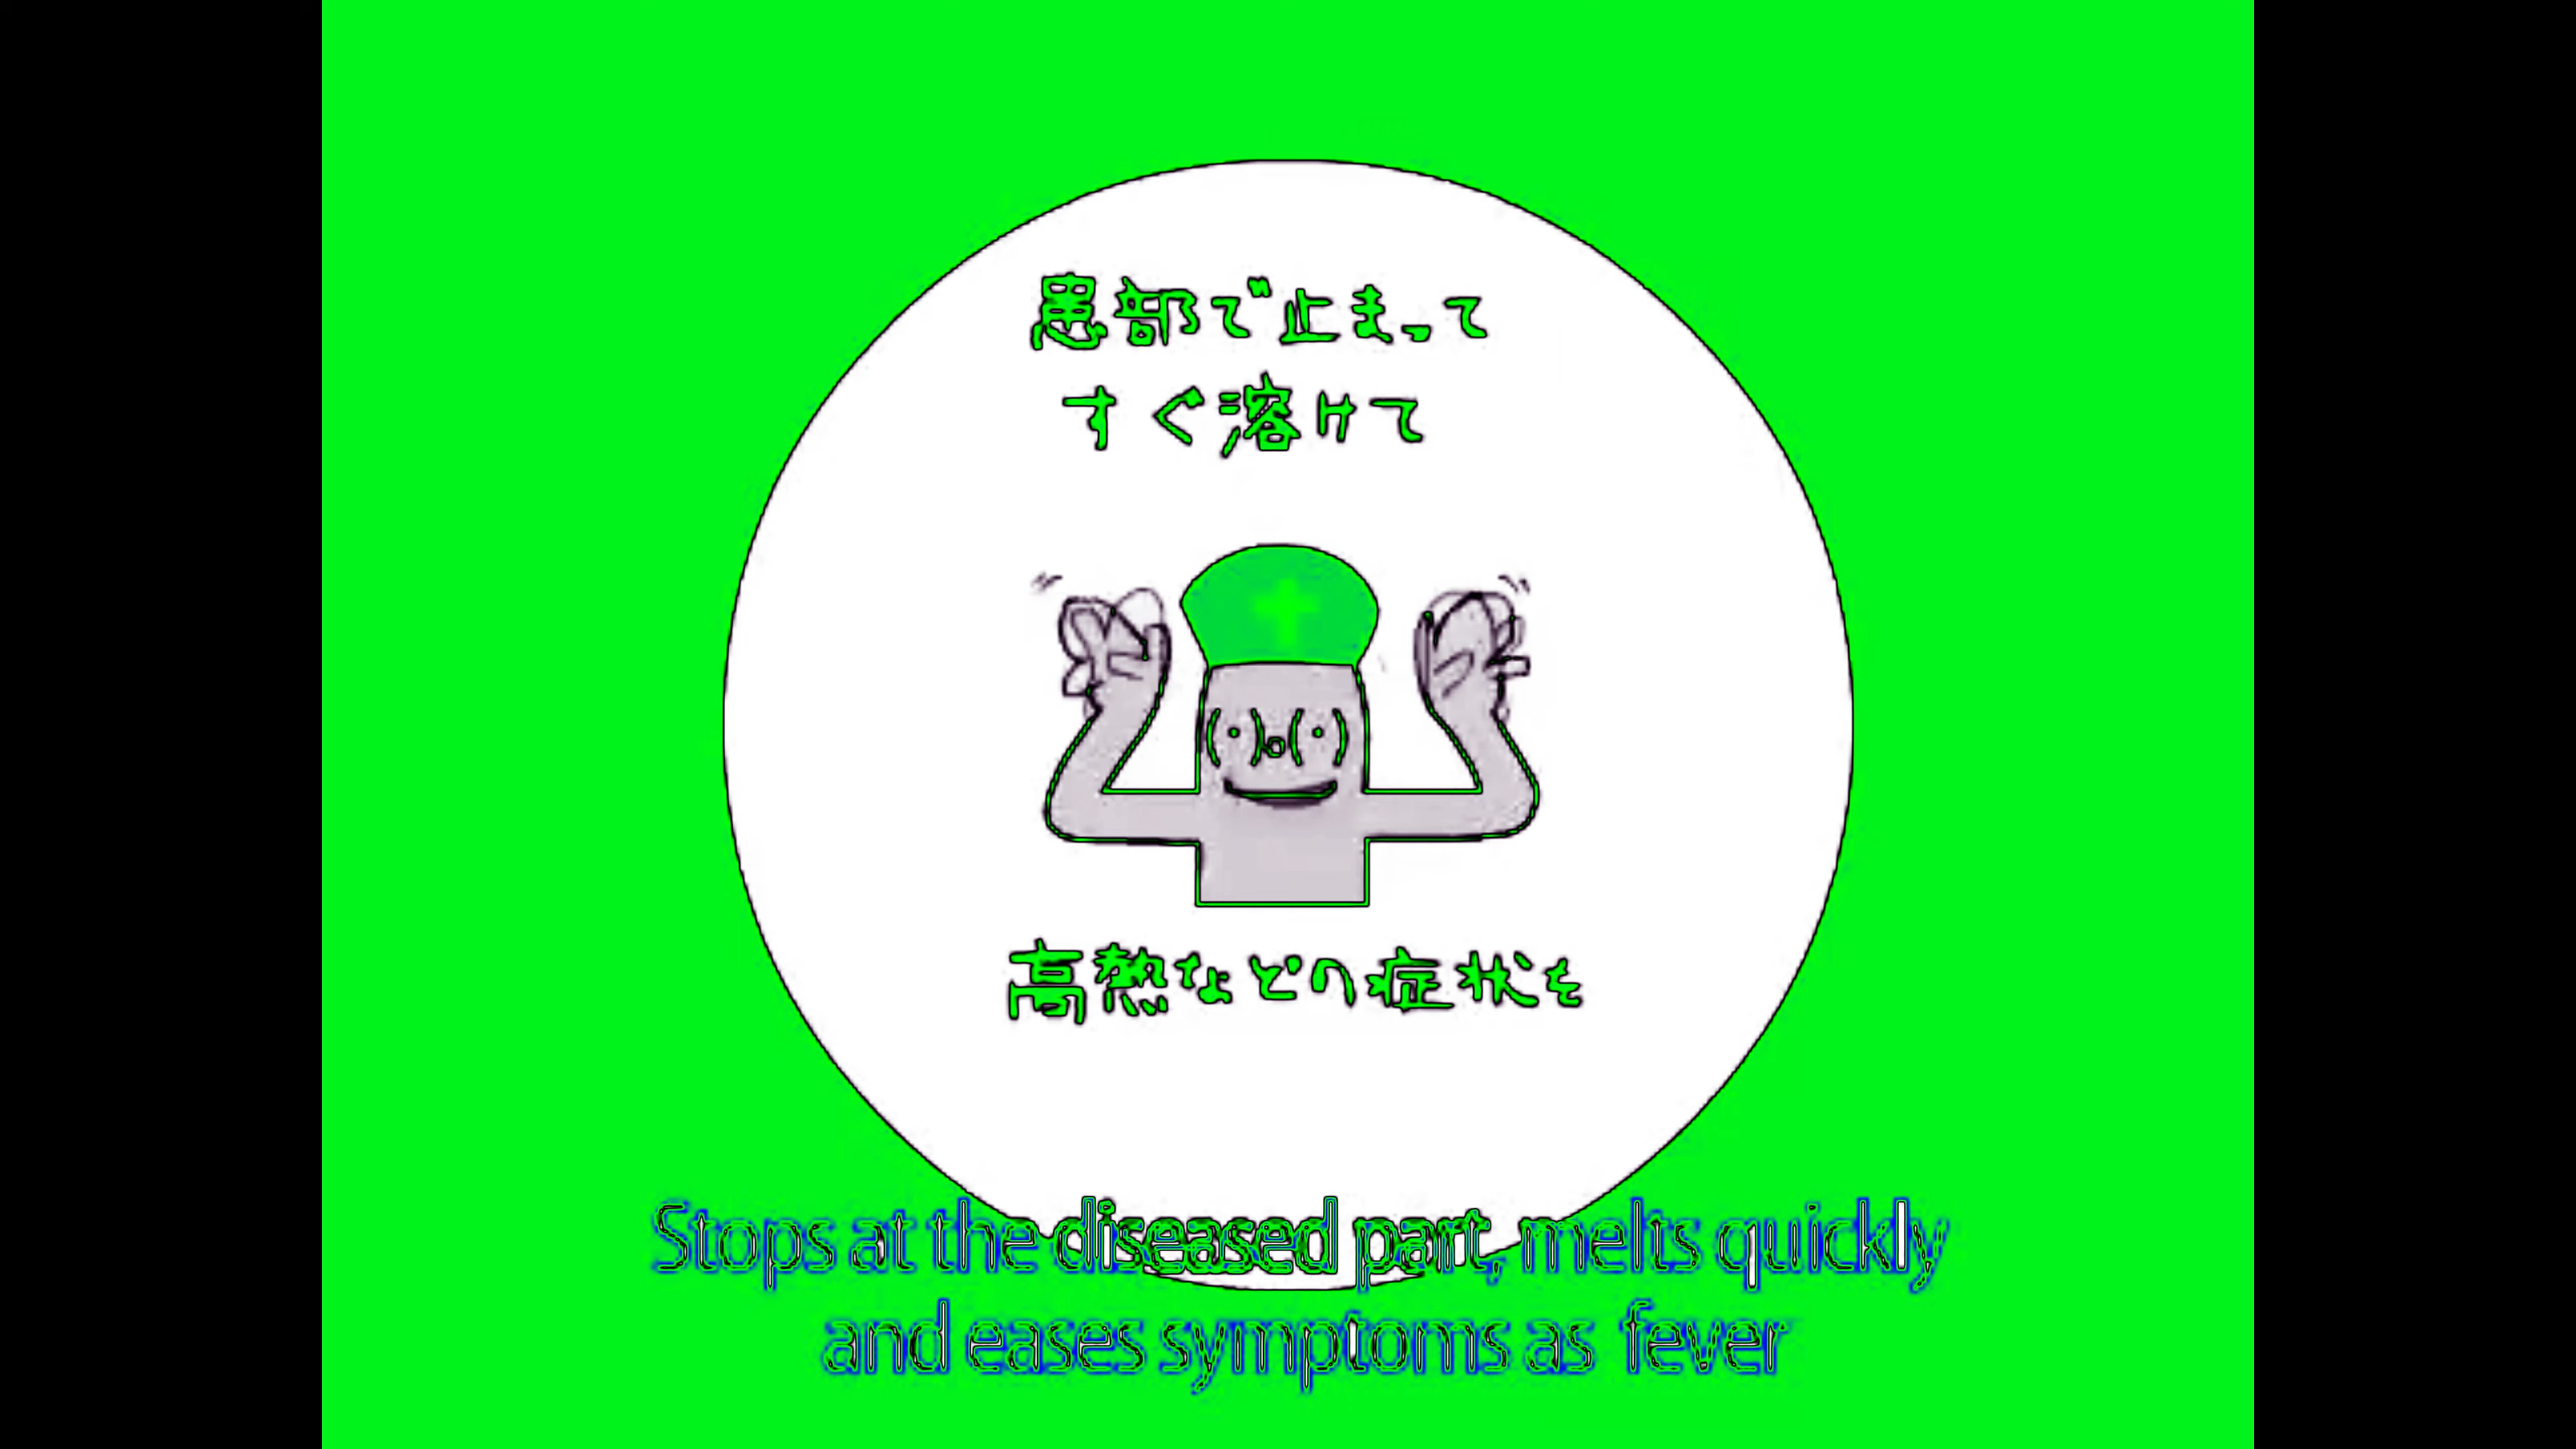 患部で止まって
すぐ溶けて
高熱などの症状を
Stops at the diseased part, melts quickly
and eases symptoms as fever